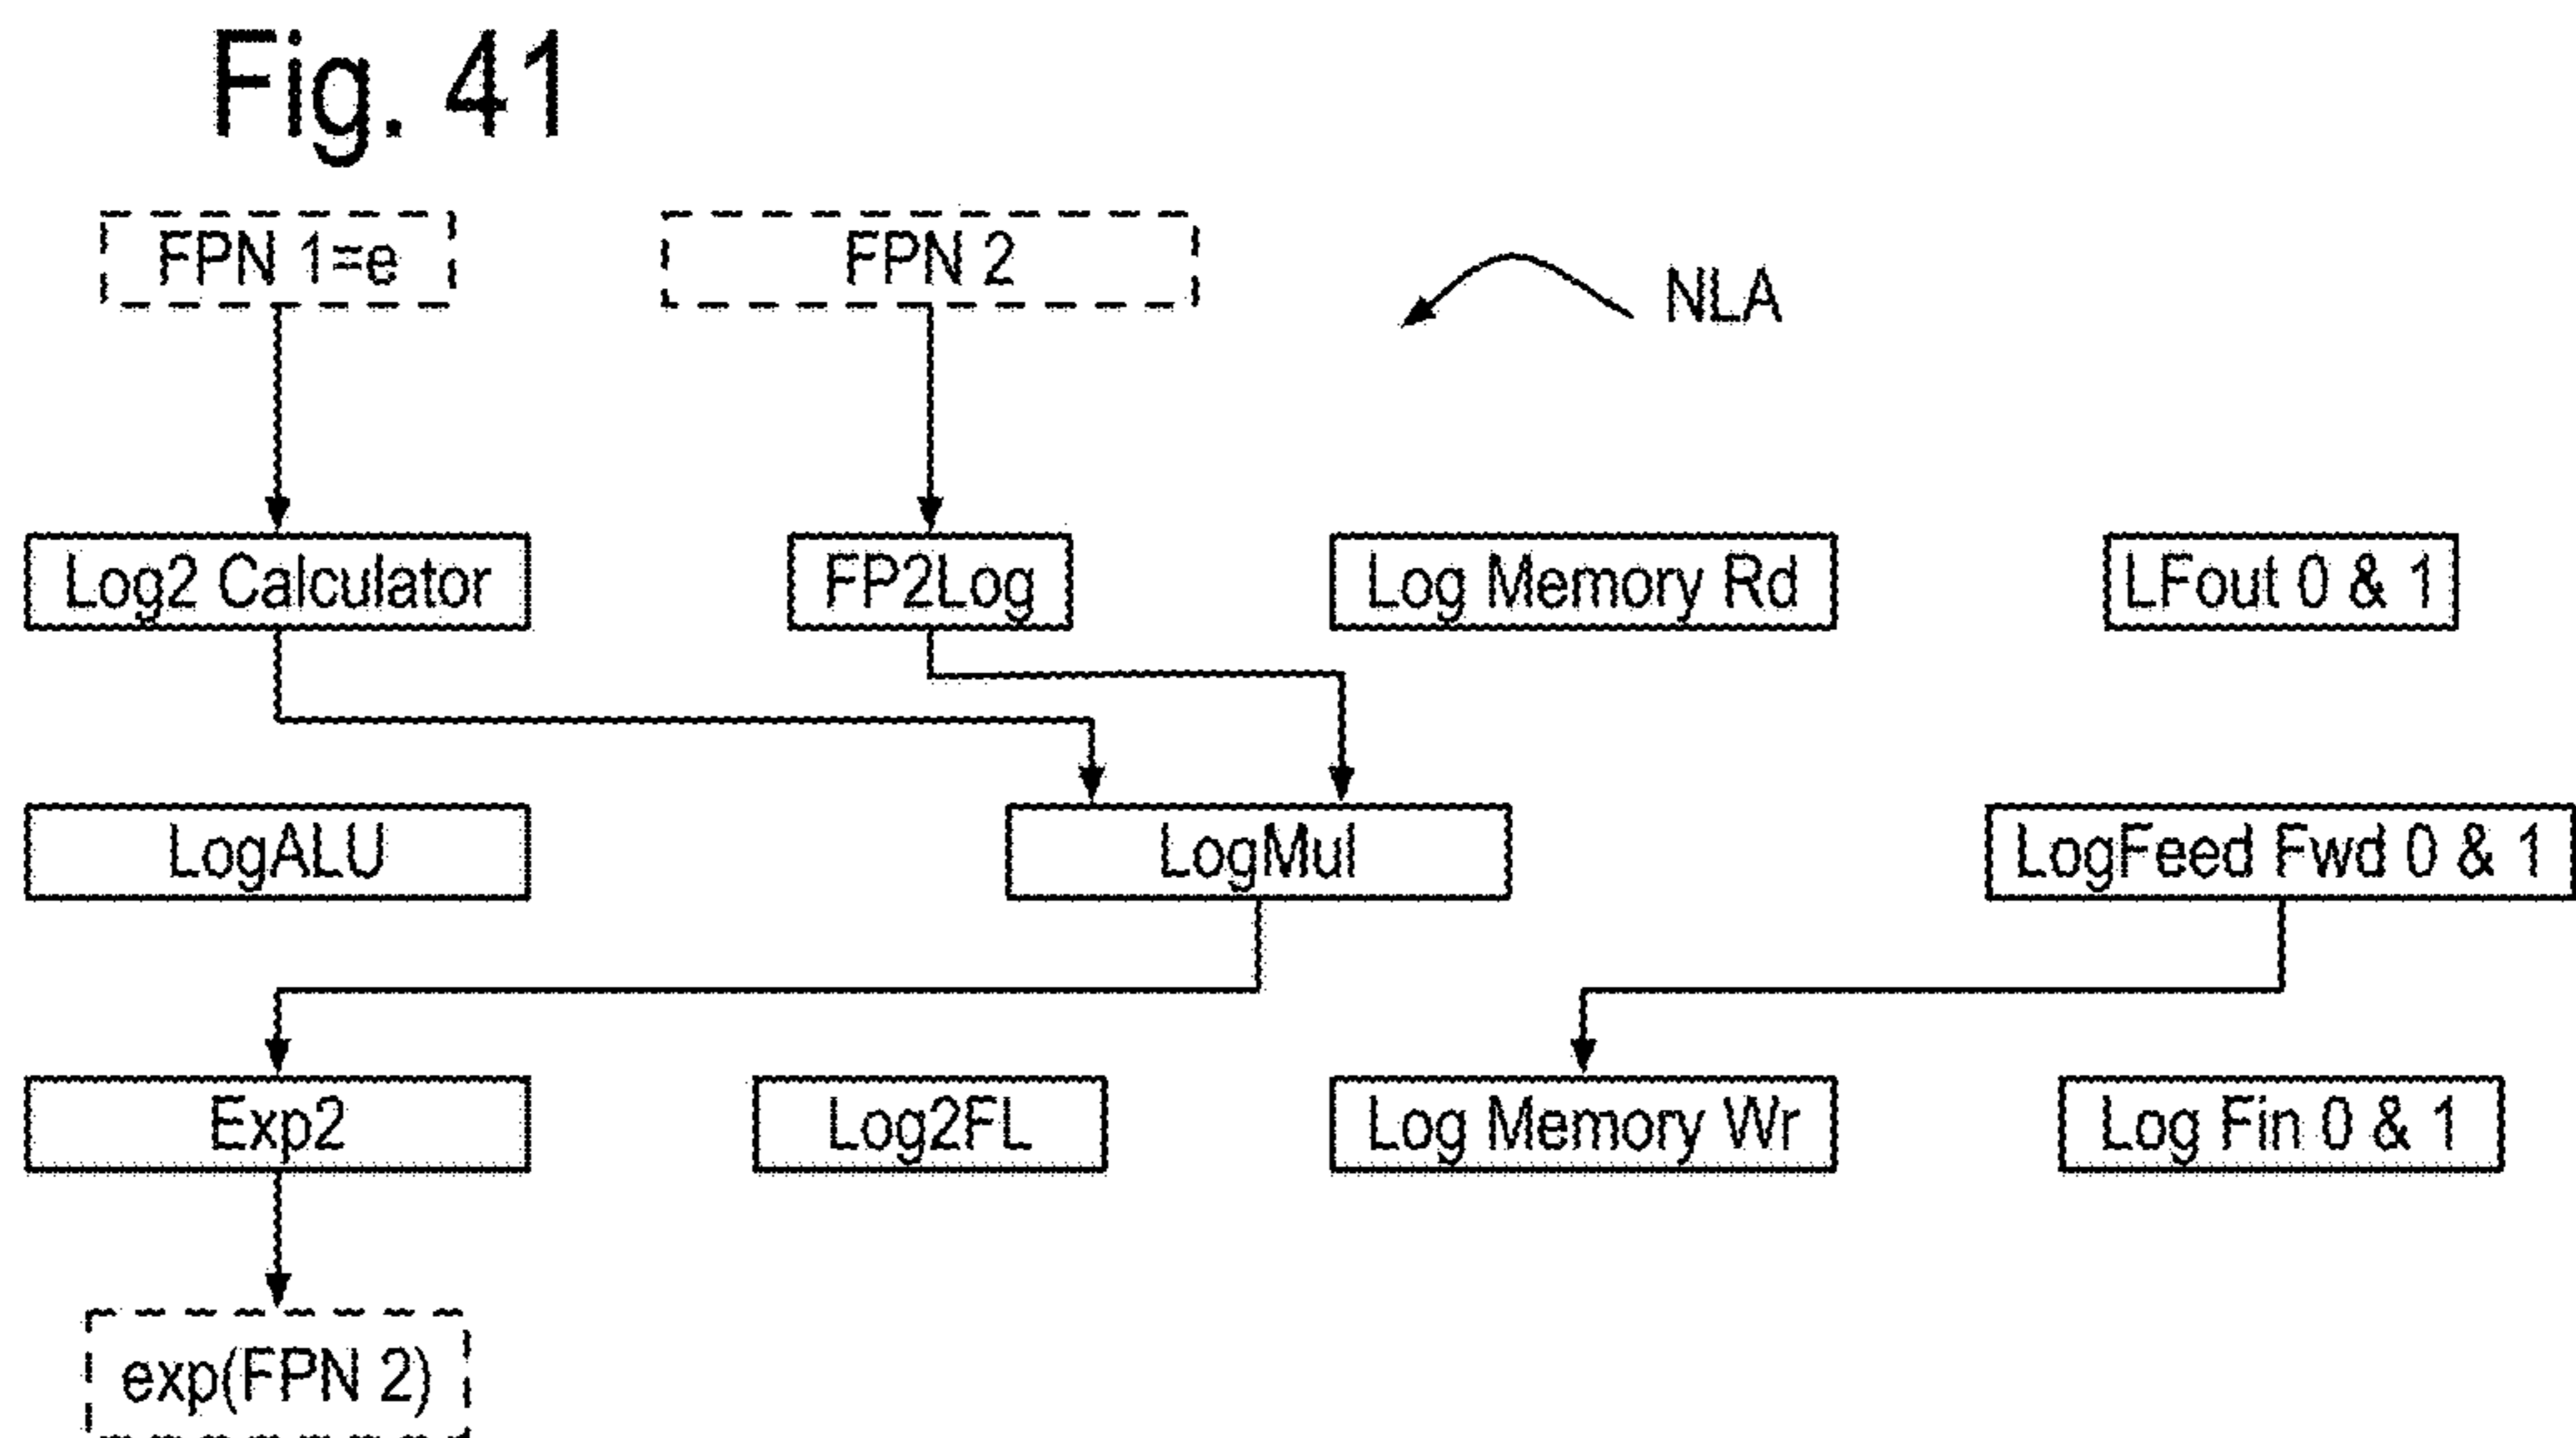 Fig. 41
FPN 1=e
FPN 2
NLA
Log2 Calculator
FP2Log
Log Memory Rd
LFout 0 & 1
LogALU
LogMul
LogFeed Fwd 0 & 1
Exp2
Log2FL
Log Memory Wr
Log Fin 0 & 1
exp(FPN 2)